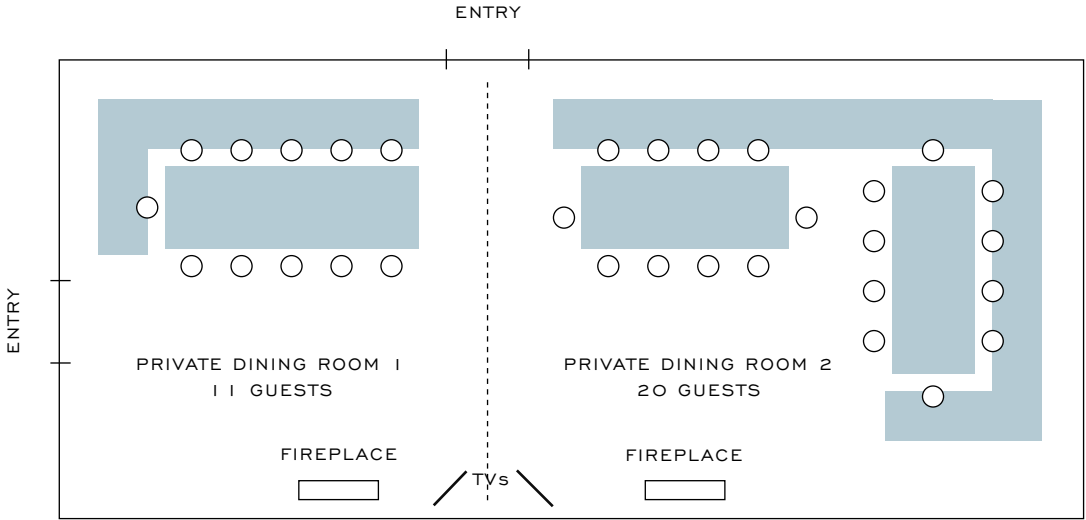 ENTRY
ENTRY
PRIVATE DINING ROOM 1
11 GUESTS
PRIVATE DINING ROOM 2
20 GUESTS
FIREPLACE
FIREPLACE
TVs